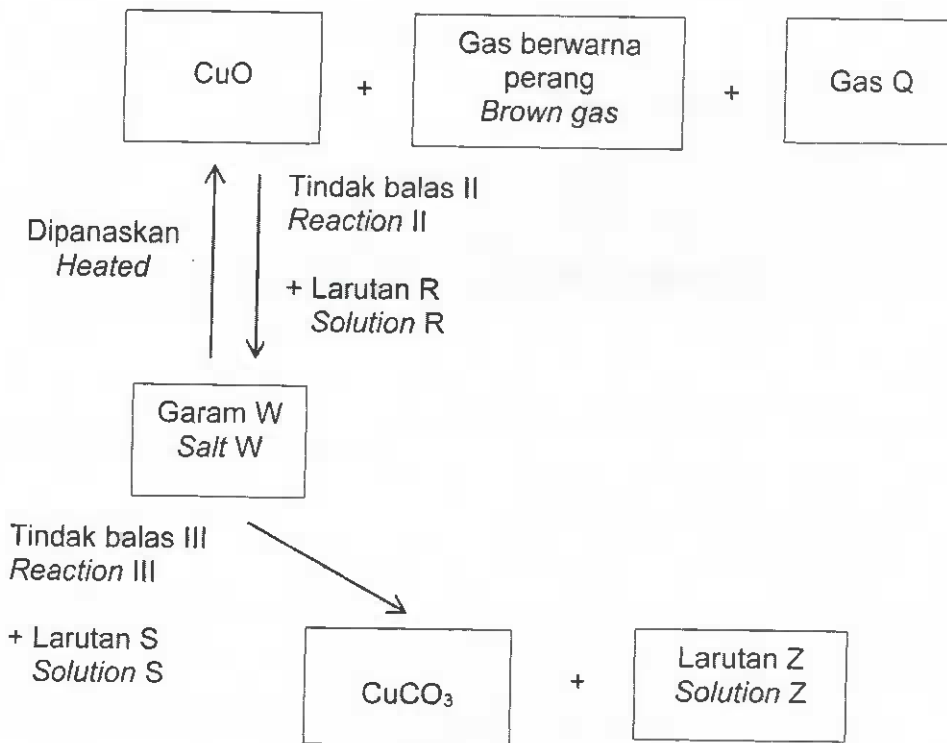 CuO
+
Gas berwarna
perang
Brown gas
+
Gas Q
Dipanaskan
Heated
Tindak balas II
Reaction II
+ Larutan R
Solution R
Garam W
Salt W
Tindak balas III
Reaction III
+ Larutan S
Solution S
CuCO₃
+
Larutan Z
Solution Z